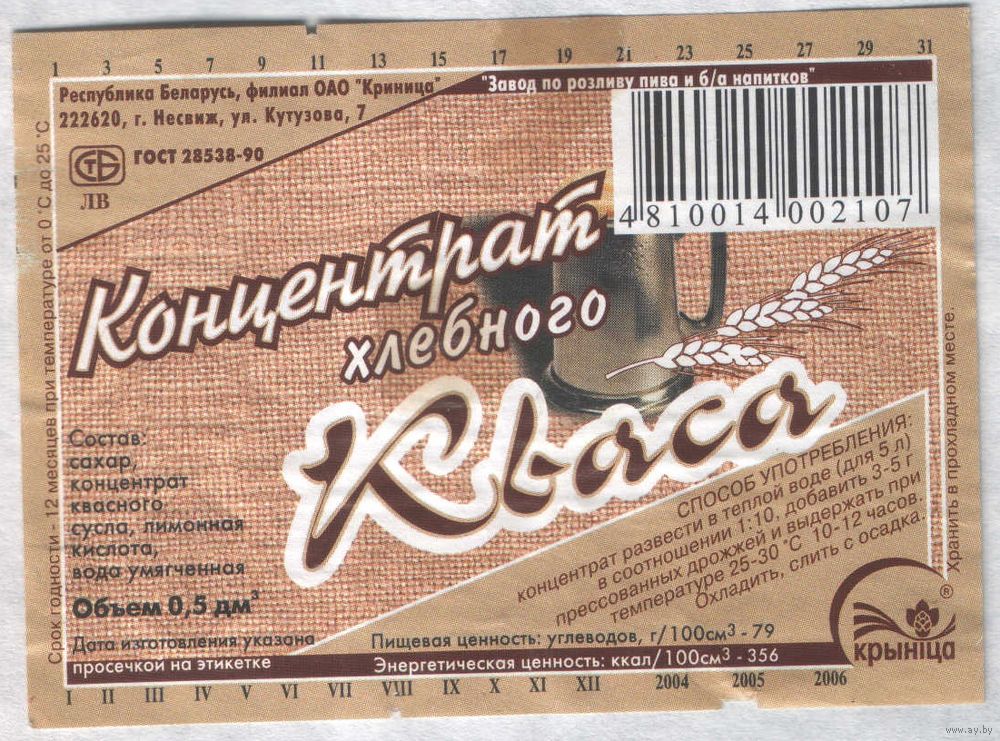 1 3 5 7 9 11 13 15 17 19 21 23 25 27 29 31
Республика Беларусь, филиал ОАО "Криница" "Завод по розливу пива и б/а напитков"
222620, г. Несвиж, ул. Кутузова, 7
СТБ
ГОСТ 28538-90
ЛВ
4 810014 002107
Концентрат
хлебного
Кваса
Состав:
сахар,
концентрат
квасного
сусла, лимонная
кислота,
вода умягченная
Объем 0,5 дм³
Дата изготовления указана
просечкой на этикетке
СПОСОБ УПОТРЕБЛЕНИЯ:
концентрат развести в теплой воде (для 5 л)
в соотношении 1:10, добавить 3-5 г
прессованных дрожжей и выдержать при
температуре 25-30 °С 10-12 часов.
Охладить, слить с осадка.
Пищевая ценность: углеводов, г/100см³ - 79
Энергетическая ценность: ккал/100см³ - 356
крынiца
®
Срок годности - 12 месяцев при температуре от 0 °С до 25 °С
Хранить в прохладном месте.
I II III IV V VI VII VIII IX X XI XII 2004 2005 2006
www.ay.by